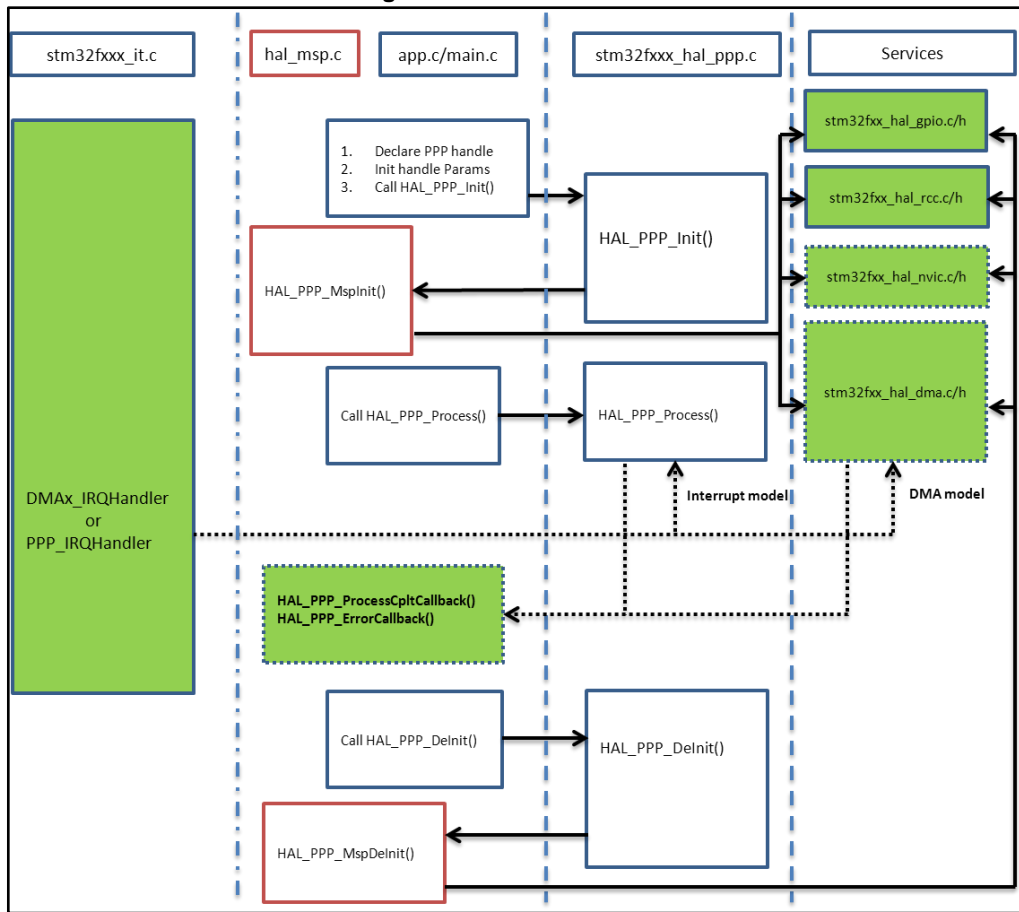 stm32fxxx_it.c
hal_msp.c
app.c/main.c
stm32fxxx_hal_ppp.c
Services
stm32fxx_hal_gpio.c/h
1. Declare PPP handle
2. Init handle Params
3. Call HAL_PPP_Init()
stm32fxx_hal_rcc.c/h
HAL_PPP_Init()
stm32fxx_hal_nvic.c/h
HAL_PPP_MspInit()
stm32fxx_hal_dma.c/h
Call HAL_PPP_Process()
HAL_PPP_Process()
DMAx_IRQHandler
or
PPP_IRQHandler
Interrupt model
DMA model
HAL_PPP_ProcessCpltCallback()
HAL_PPP_ErrorCallback()
Call HAL_PPP_DeInit()
HAL_PPP_DeInit()
HAL_PPP_MspDeInit()